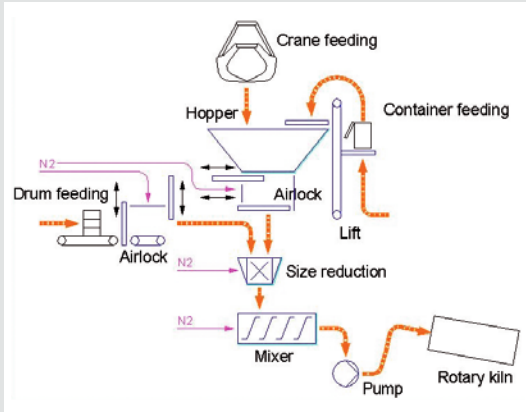 Crane feeding
Hopper
Container feeding
N2
Drum feeding
Airlock
Airlock
Lift
N2
Size reduction
N2
Mixer
Pump
Rotary kiln